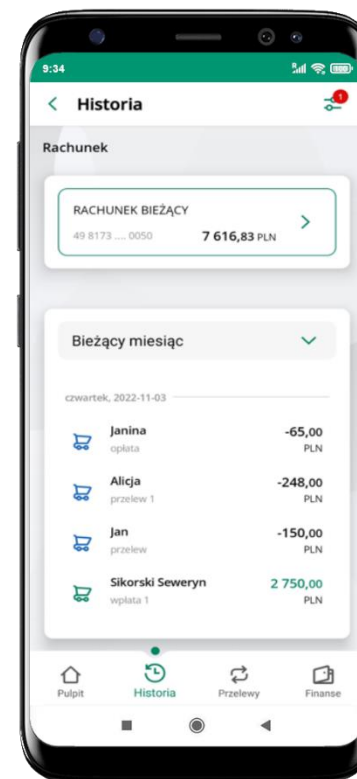 9:34
Historia
1
Rachunek
RACHUNEK BIEŻĄCY
49 8173 .... 0050 7 616,83 PLN
Bieżący miesiąc
czwartek, 2022-11-03
Janina -65,00
opłata PLN
Alicja -248,00
przelew 1 PLN
Jan -150,00
przelew PLN
Sikorski Seweryn 2 750,00
wpłata 1 PLN
Pulpit Historia Przelewy Finanse